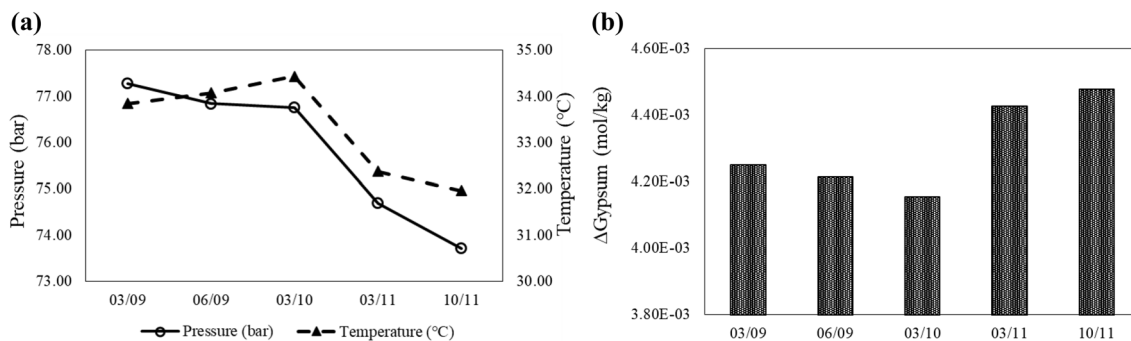 (a)
78.00
77.00
76.00
75.00
74.00
73.00
Pressure (bar)
35.00
34.00
33.00
32.00
31.00
30.00
Temperature (°C)
03/09
06/09
03/10
03/11
10/11
Pressure (bar)
Temperature (°C)
(b)
4.60E-03
4.40E-03
4.20E-03
4.00E-03
3.80E-03
ΔGypsum (mol/kg)
03/09
06/09
03/10
03/11
10/11